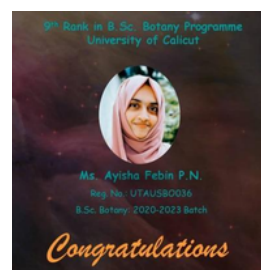 9th Rank in B.Sc. Botany Programme
University of Calicut
Ms. Ayisha Febin P.N.
Reg. No.: UTAUSBO036
B.Sc. Botany: 2020-2023 Batch
Congratulations